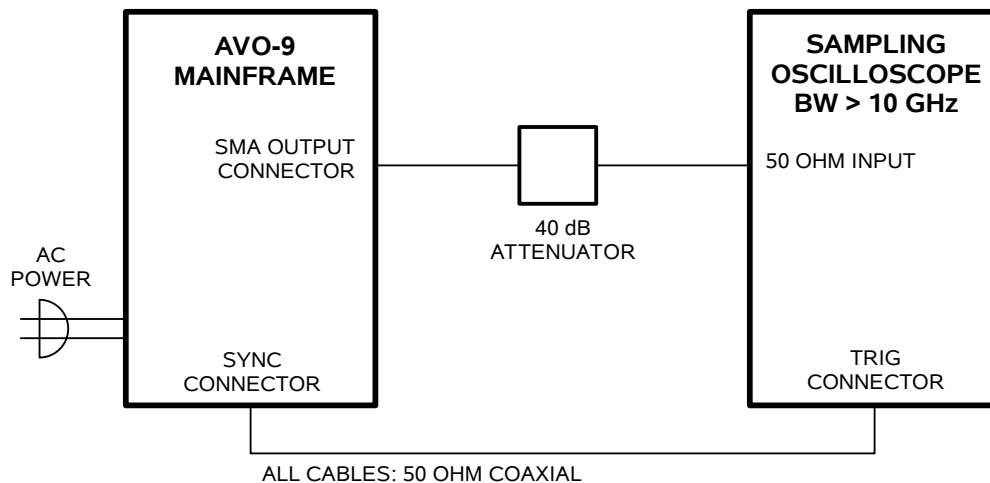 AVO-9
MAINFRAME
SMA OUTPUT
CONNECTOR
40 dB
ATTENUATOR
SAMPLING
OSCILLOSCOPE
BW > 10 GHz
50 OHM INPUT
AC
POWER
SYNC
CONNECTOR
TRIG
CONNECTOR
ALL CABLES: 50 OHM COAXIAL